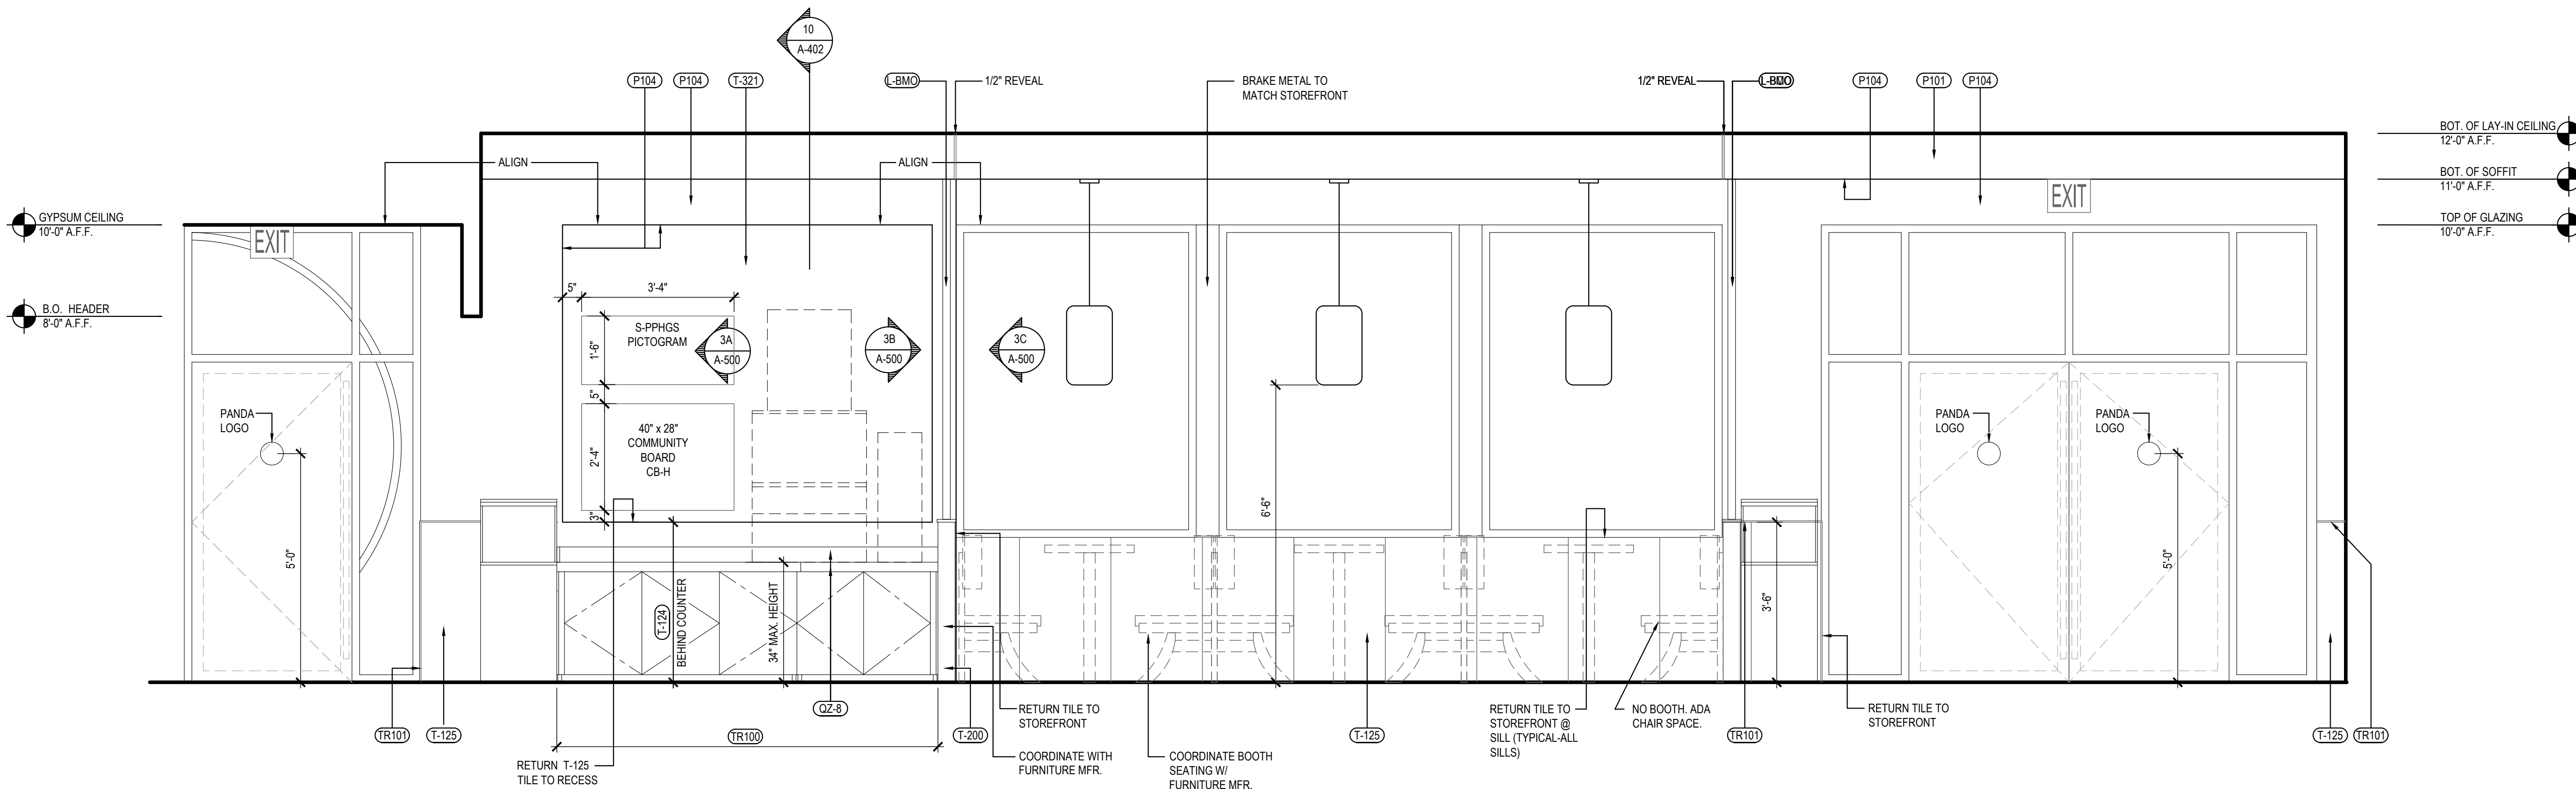 10
A-402
P104
P104
T-321
L-BMO
1/2" REVEAL
BRAKE METAL TO
MATCH STOREFRONT
1/2" REVEAL
P104
P101
P104
BOT. OF LAY-IN CEILING
12'-0" A.F.F.
ALIGN
ALIGN
BOT. OF SOFFIT
11'-0" A.F.F.
EXIT
GYPSUM CEILING
10'-0" A.F.F.
TOP OF GLAZING
10'-0" A.F.F.
EXIT
5"
3'-4"
B.O. HEADER
8'-0" A.F.F.
S-PPHGS
PICTOGRAM
1'-6"
3A
A-500
3B
A-500
3C
A-500
5"
PANDA
LOGO
40" x 28"
COMMUNITY
BOARD
CB-H
2'-4"
PANDA
LOGO
PANDA
LOGO
3"
6'-6"
5'-0"
5'-0"
3'-6"
T-124
BEHIND COUNTER
34" MAX. HEIGHT
QZ-8
TR101
T-125
TR100
T-200
RETURN TILE TO
STOREFRONT
T-125
RETURN TILE TO
STOREFRONT @
SILL (TYPICAL-ALL
SILLS)
NO BOOTH. ADA
CHAIR SPACE.
TR101
RETURN TILE TO
STOREFRONT
T-125
TR101
RETURN T-125
TILE TO RECESS
COORDINATE WITH
FURNITURE MFR.
COORDINATE BOOTH
SEATING W/
FURNITURE MFR.